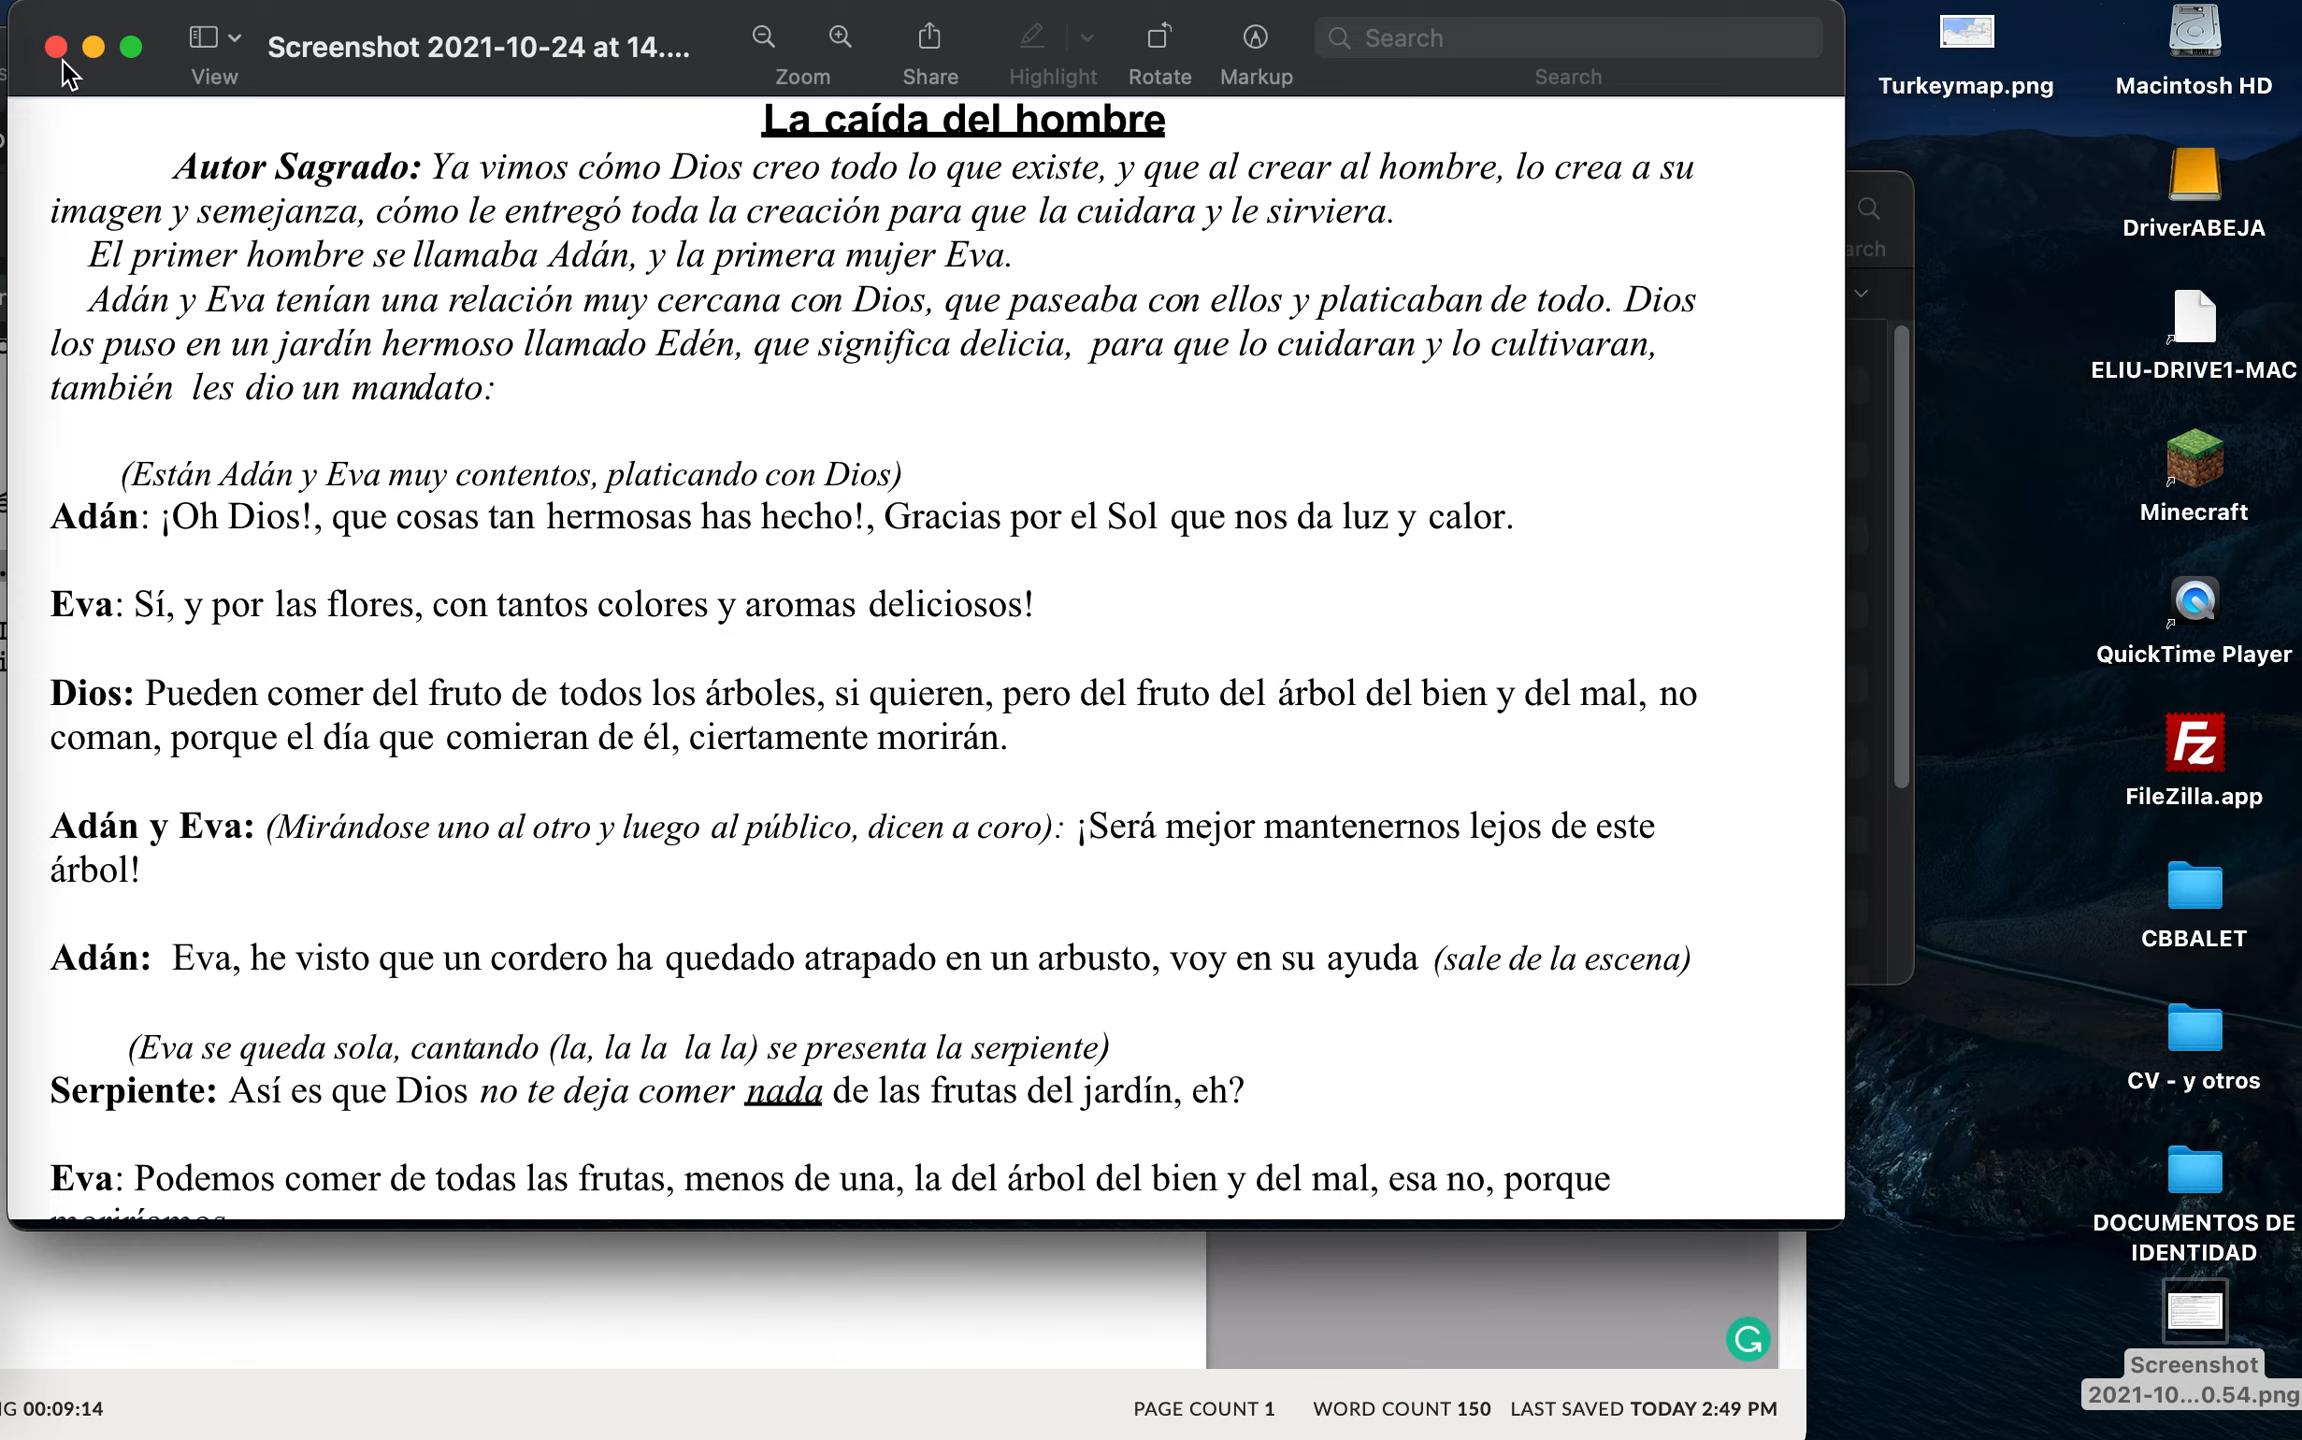 View
Screenshot 2021-10-24 at 14....
Zoom
Share
Highlight
Rotate
Markup
Search
Search
La caída del hombre
Autor Sagrado: Ya vimos cómo Dios creo todo lo que existe, y que al crear al hombre, lo crea a su
imagen y semejanza, cómo le entregó toda la creación para que la cuidara y le sirviera.
El primer hombre se llamaba Adán, y la primera mujer Eva.
Adán y Eva tenían una relación muy cercana con Dios, que paseaba con ellos y platicaban de todo. Dios
los puso en un jardín hermoso llamado Edén, que significa delicia, para que lo cuidaran y lo cultivaran,
también les dio un mandato:
(Están Adán y Eva muy contentos, platicando con Dios)
Adán: ¡Oh Dios!, que cosas tan hermosas has hecho!, Gracias por el Sol que nos da luz y calor.
Eva: Sí, y por las flores, con tantos colores y aromas deliciosos!
Dios: Pueden comer del fruto de todos los árboles, si quieren, pero del fruto del árbol del bien y del mal, no
coman, porque el día que comieran de él, ciertamente morirán.
Adán y Eva: (Mirándose uno al otro y luego al público, dicen a coro): ¡Será mejor mantenernos lejos de este
árbol!
Adán: Eva, he visto que un cordero ha quedado atrapado en un arbusto, voy en su ayuda (sale de la escena)
(Eva se queda sola, cantando (la, la la la la) se presenta la serpiente)
Serpiente: Así es que Dios no te deja comer nada de las frutas del jardín, eh?
Eva: Podemos comer de todas las frutas, menos de una, la del árbol del bien y del mal, esa no, porque
00:09:14
PAGE COUNT 1
WORD COUNT 150
LAST SAVED TODAY 2:49 PM
Turkeymap.png
Macintosh HD
DriverABEJA
ELIU-DRIVE1-MAC
Minecraft
QuickTime Player
FileZilla.app
CBBALET
CV - y otros
DOCUMENTOS DE
IDENTIDAD
Screenshot
2021-10...0.54.png